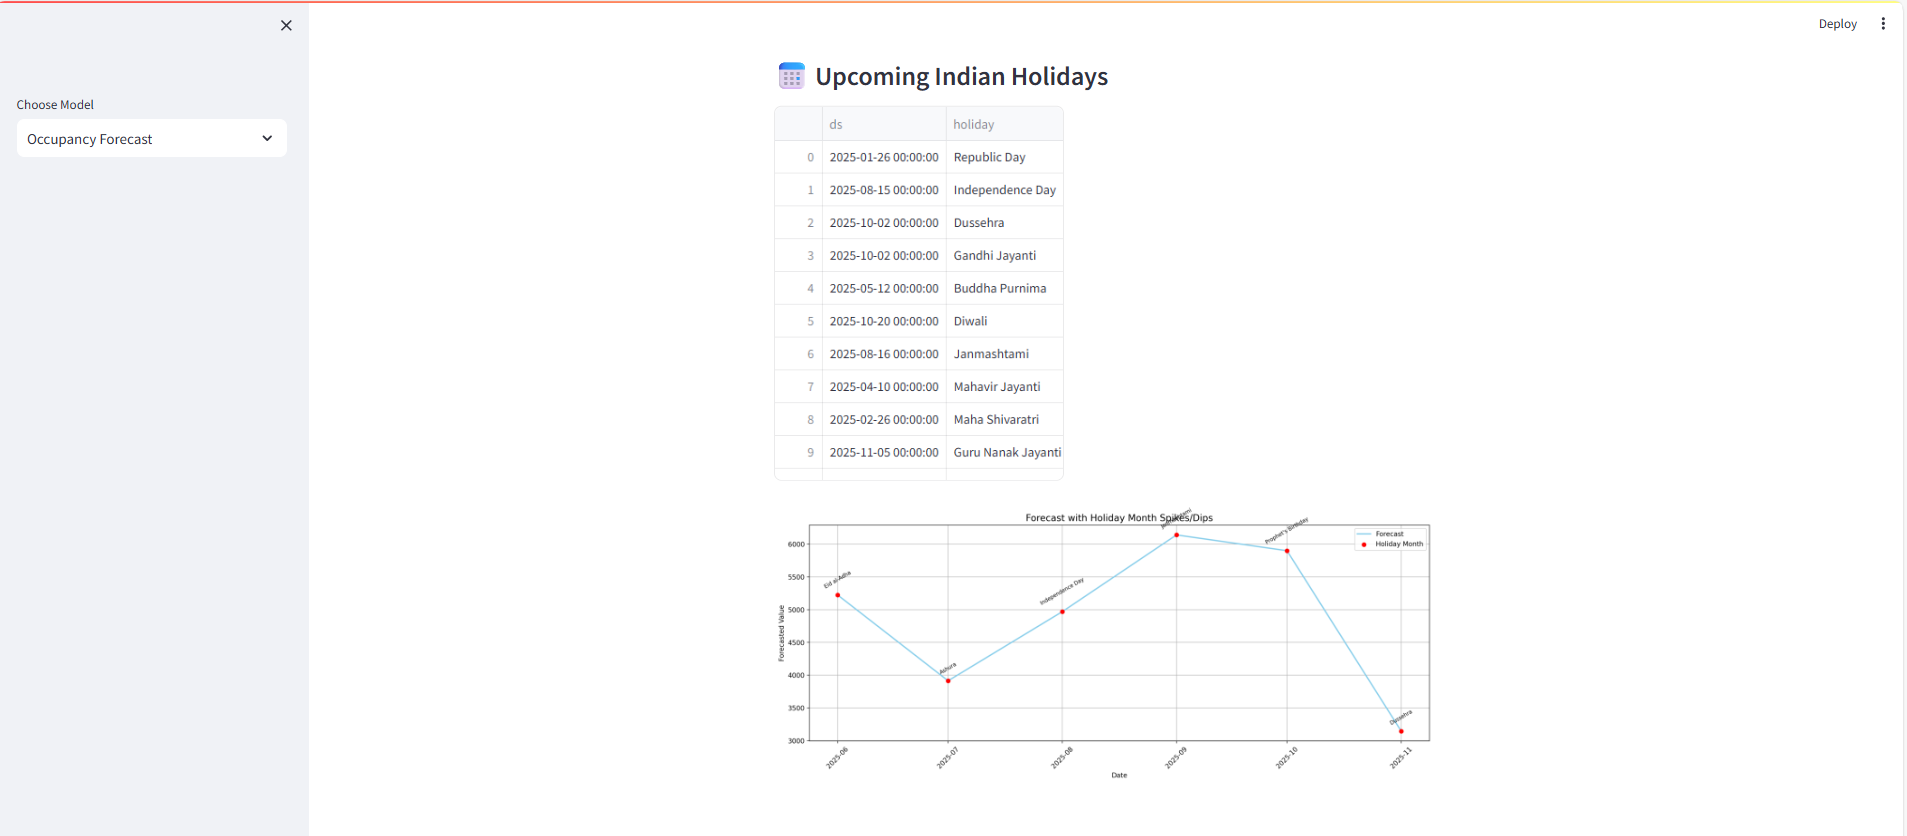 Deploy
Choose Model
Occupancy Forecast
Upcoming Indian Holidays
ds holiday
0 2025-01-26 00:00:00 Republic Day
1 2025-08-15 00:00:00 Independence Day
2 2025-10-02 00:00:00 Dussehra
3 2025-10-02 00:00:00 Gandhi Jayanti
4 2025-05-12 00:00:00 Buddha Purnima
5 2025-10-20 00:00:00 Diwali
6 2025-08-16 00:00:00 Janmashtami
7 2025-04-10 00:00:00 Mahavir Jayanti
8 2025-02-26 00:00:00 Maha Shivaratri
9 2025-11-05 00:00:00 Guru Nanak Jayanti
Forecast with Holiday Month Spikes/Dips
Forecast
Holiday Month
Prophet's Birthday
Eid al-Adha
Independence Day
Ashura
Dussehra
Forecasted Value
6000
5500
5000
4500
4000
3500
3000
2025-06
2025-07
2025-08
2025-09
2025-10
2025-11
Date